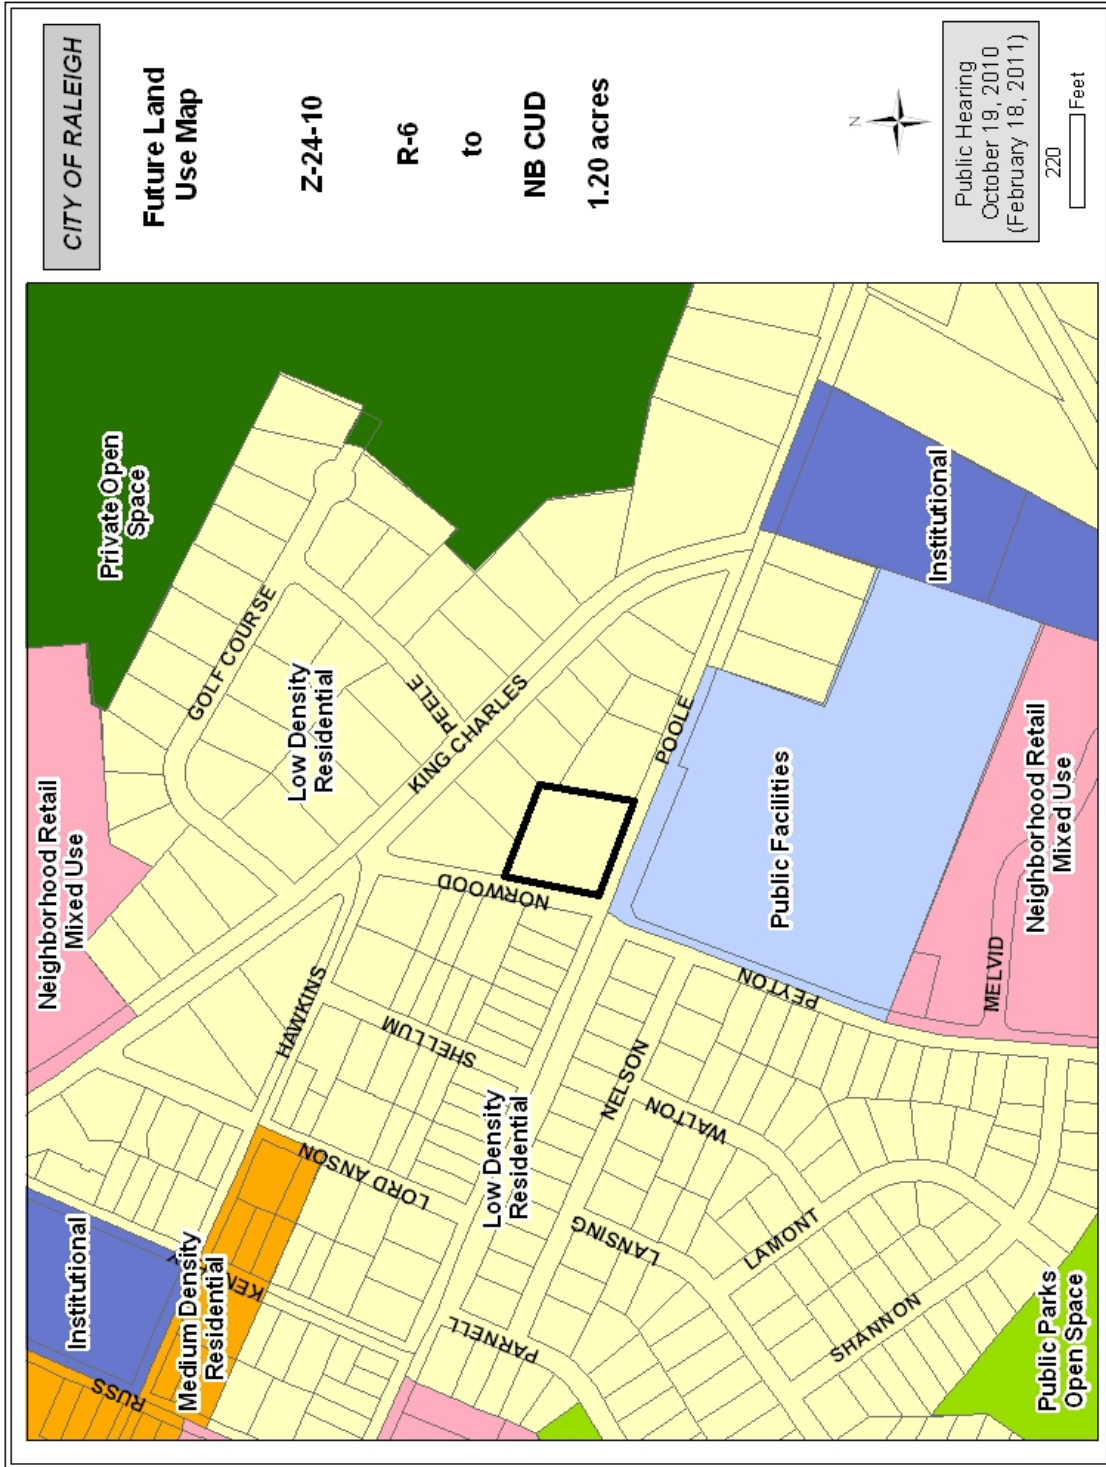 CITY OF RALEIGH
Future Land
Use Map
Z-24-10
R-6
to
NB CUD
1.20 acres
N
Public Hearing
October 19, 2010
(February 18, 2011)
220
Feet
Institutional
RUSS
Medium Density
Residential
LORD ANSON
HAWKINS
SHELLUM
Neighborhood Retail
Mixed Use
NORWOOD
KING CHARLES
PEELE
GOLF COURSE
Low Density
Residential
Private Open
Space
POOLE
Low Density
Residential
PARNELL
LANSING
WALTON
NELSON
PEYTON
Public Facilities
Institutional
LAMONT
SHANNON
MELVID
Neighborhood Retail
Mixed Use
Public Parks
Open Space